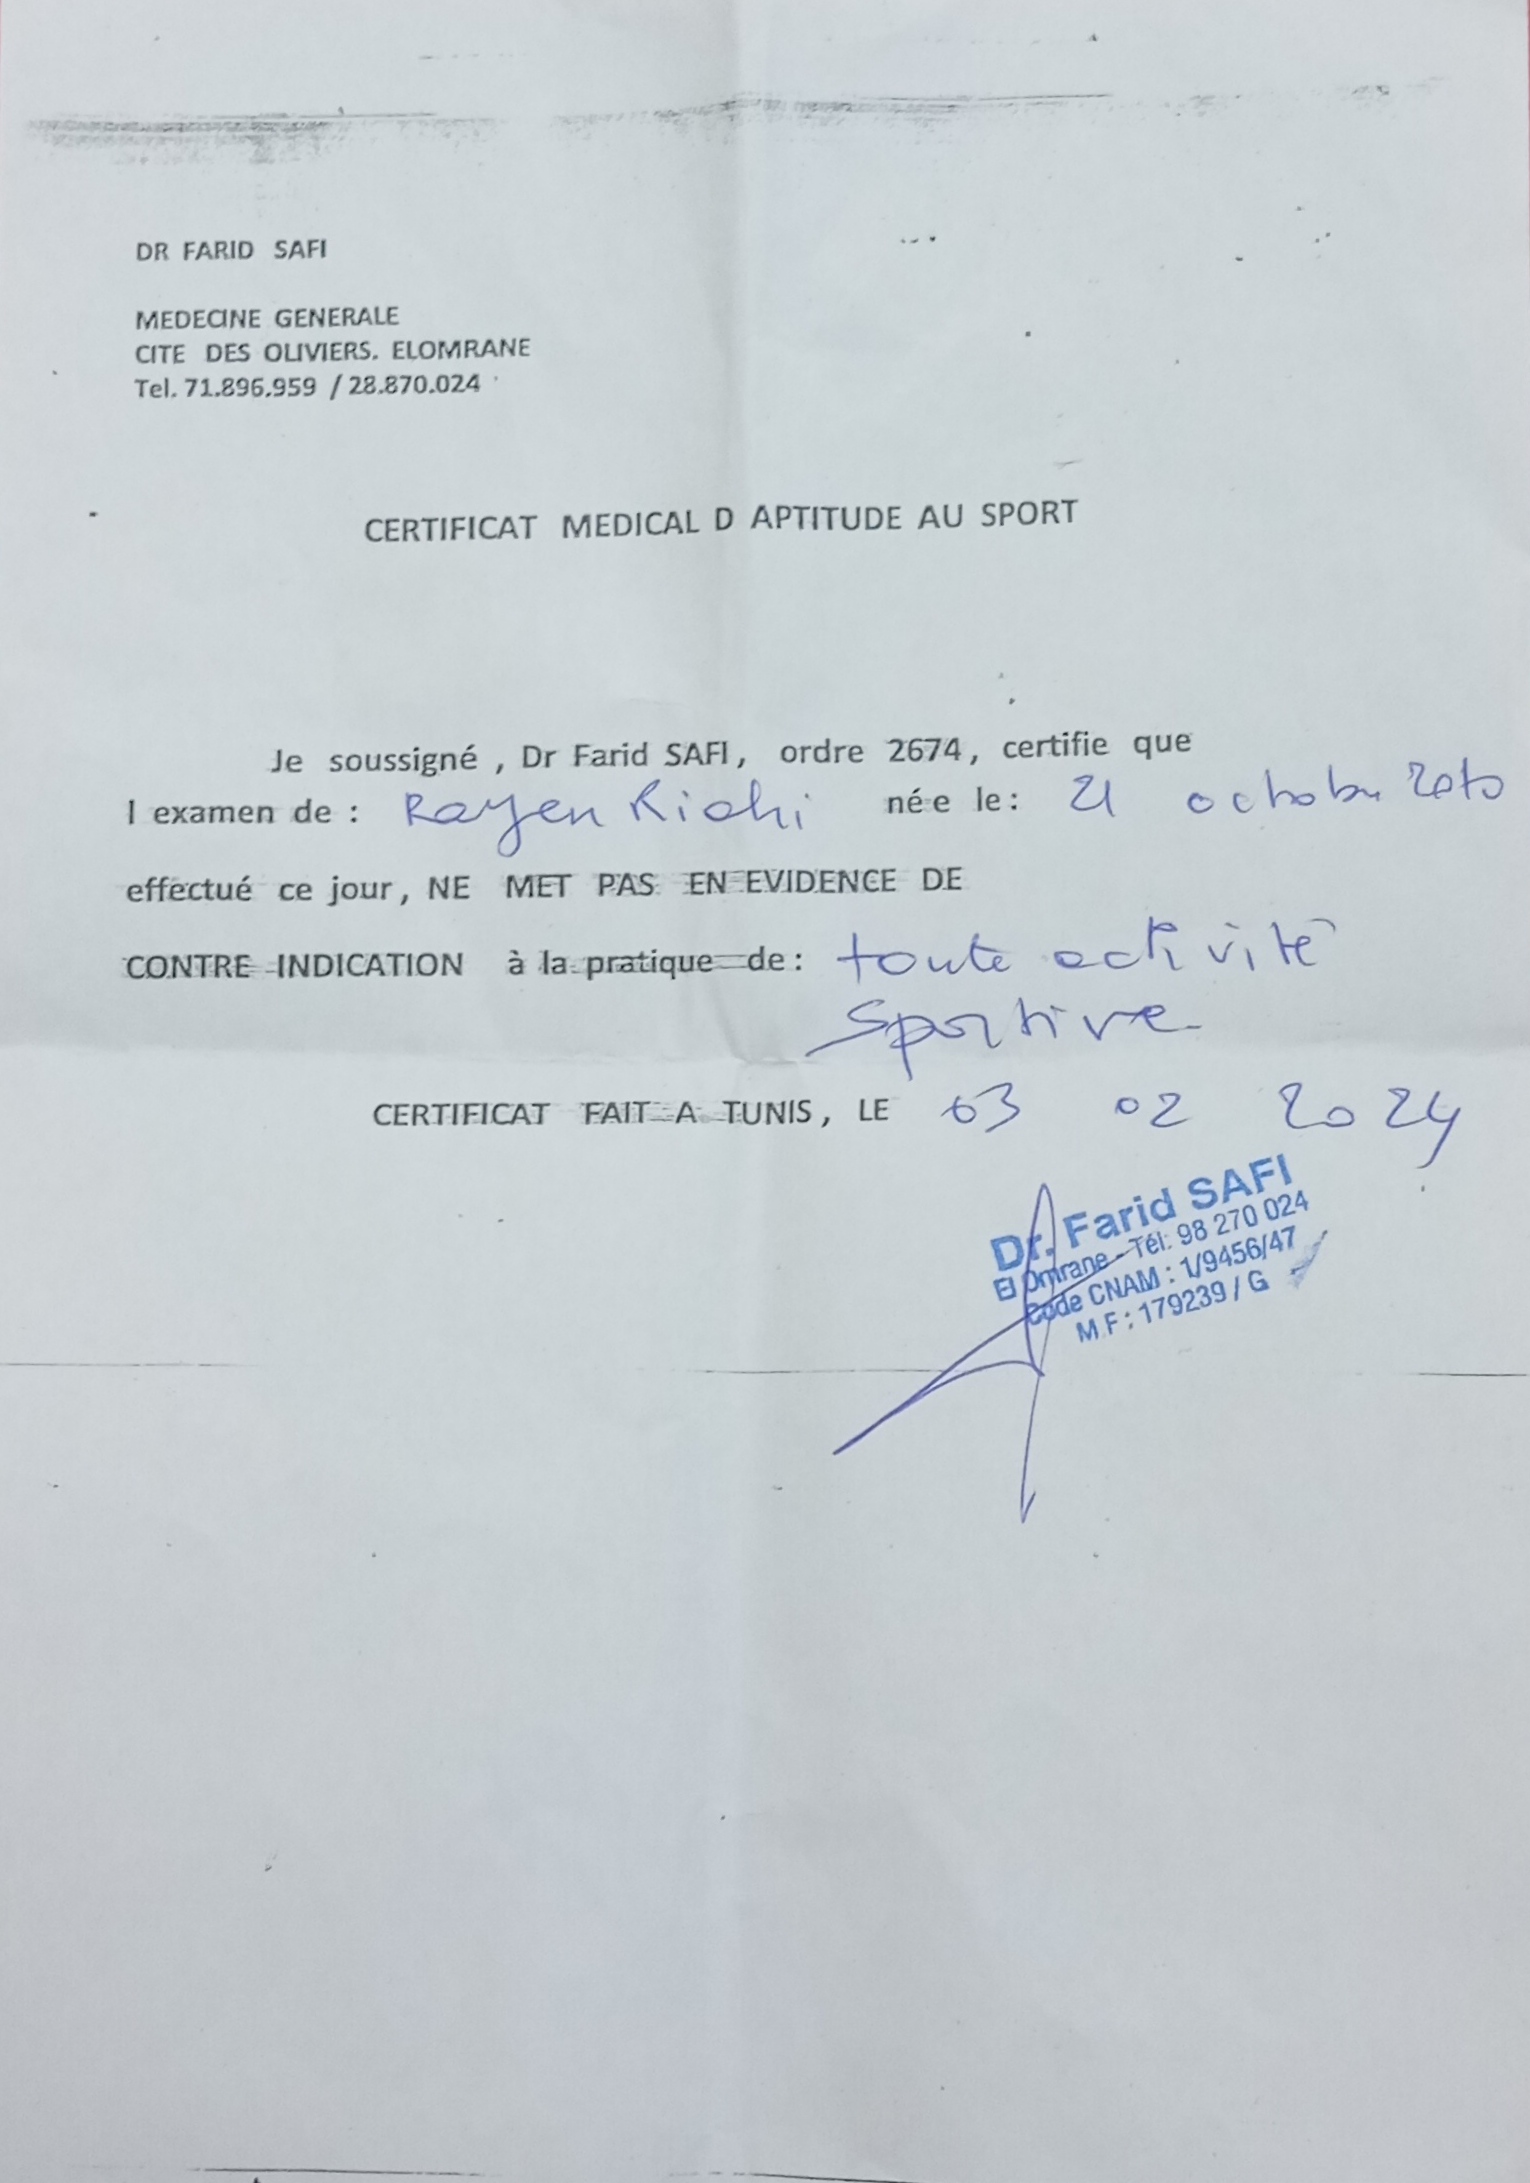 DR FARID SAFI
MEDECINE GENERALE
CITE DES OLIVIERS. ELOMRANE
Tel. 71.896.959 / 28.870.024
CERTIFICAT MEDICAL D APTITUDE AU SPORT
Je soussigné , Dr Farid SAFI, ordre 2674, certifie que
l examen de : Rayen Riahi née le : 21 octobre 2010
effectué ce jour, NE MET PAS EN EVIDENCE DE
CONTRE INDICATION à la pratique de : toute activité
sportive
CERTIFICAT FAIT A TUNIS, LE 03 02 2024
Dr. Farid SAFI
El Omrane - Tél: 98 270 024
Code CNAM : 1/9456/47
M F : 179239 / G